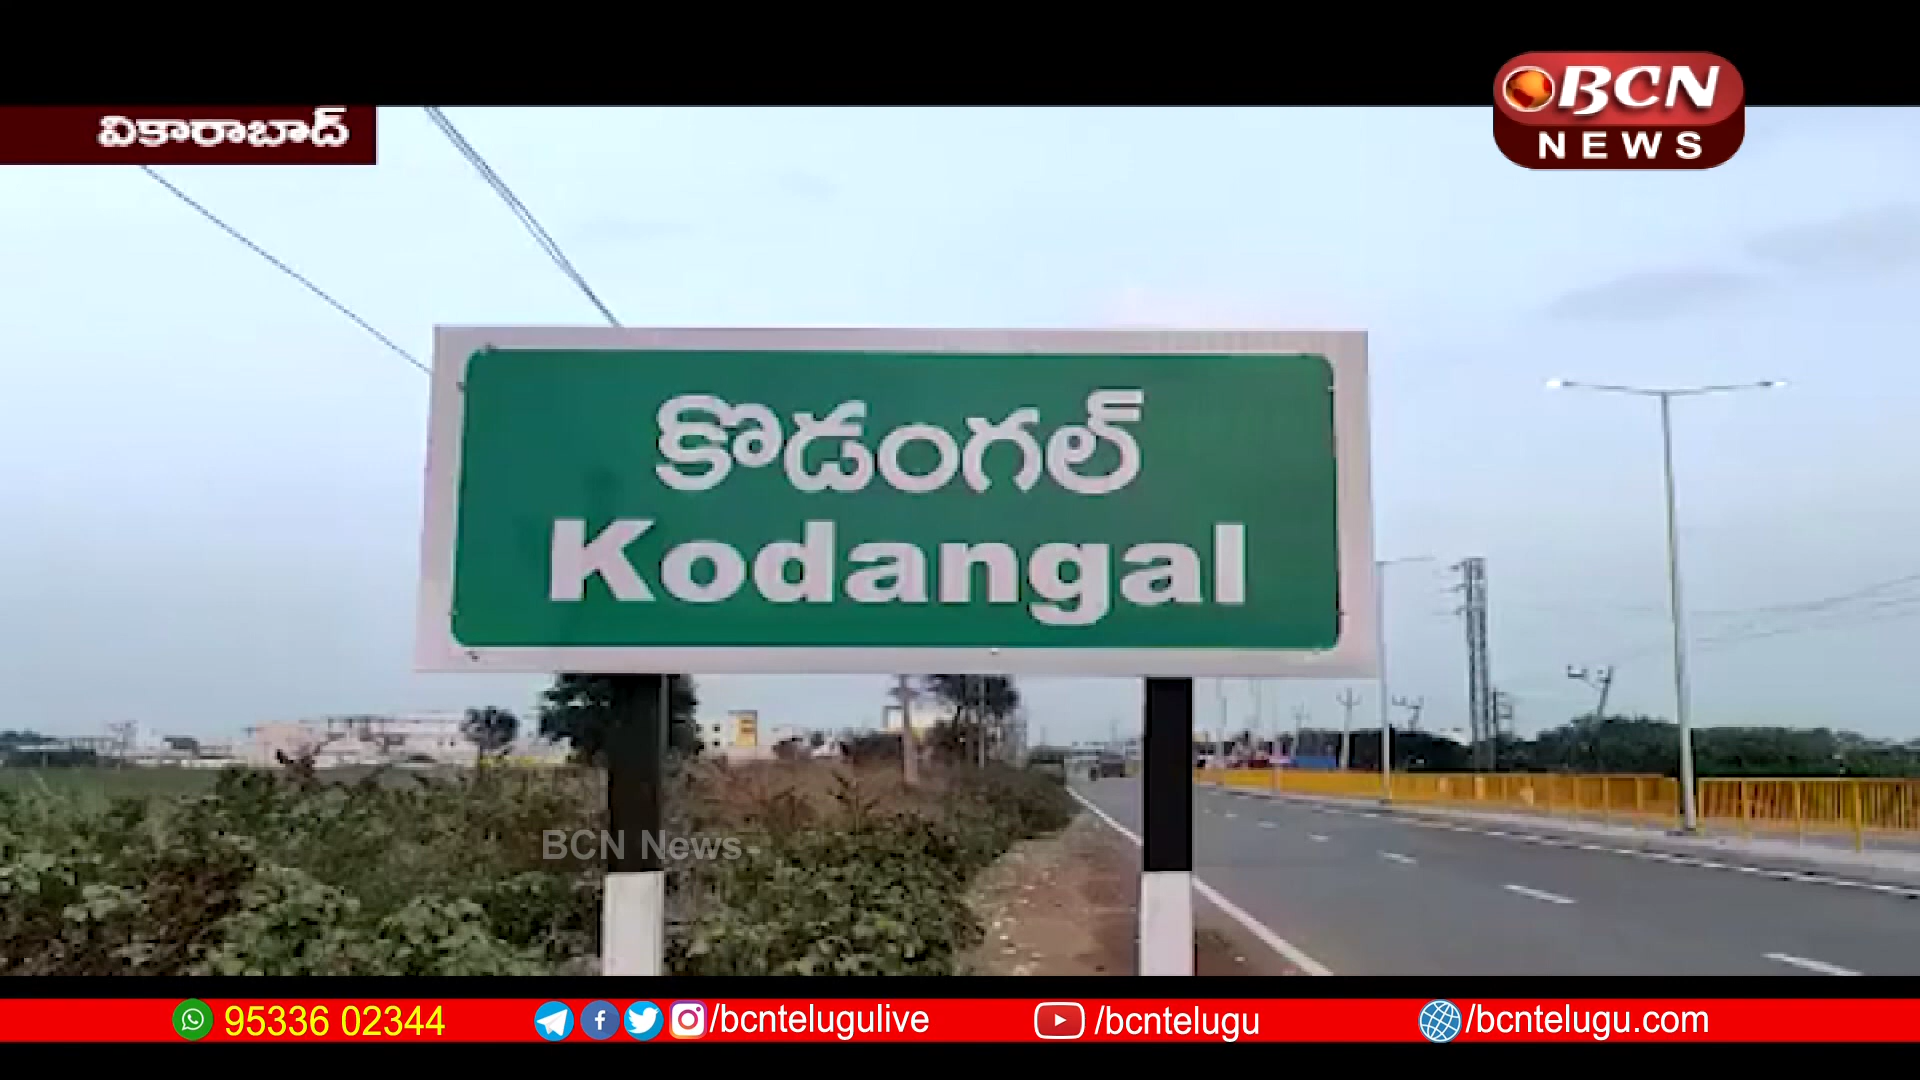 BCN
NEWS
వికారాబాద్
కొడంగల్
Kodangal
BCN News
95336 02344
/bcntelugulive
/bcntelugu
/bcntelugu.com